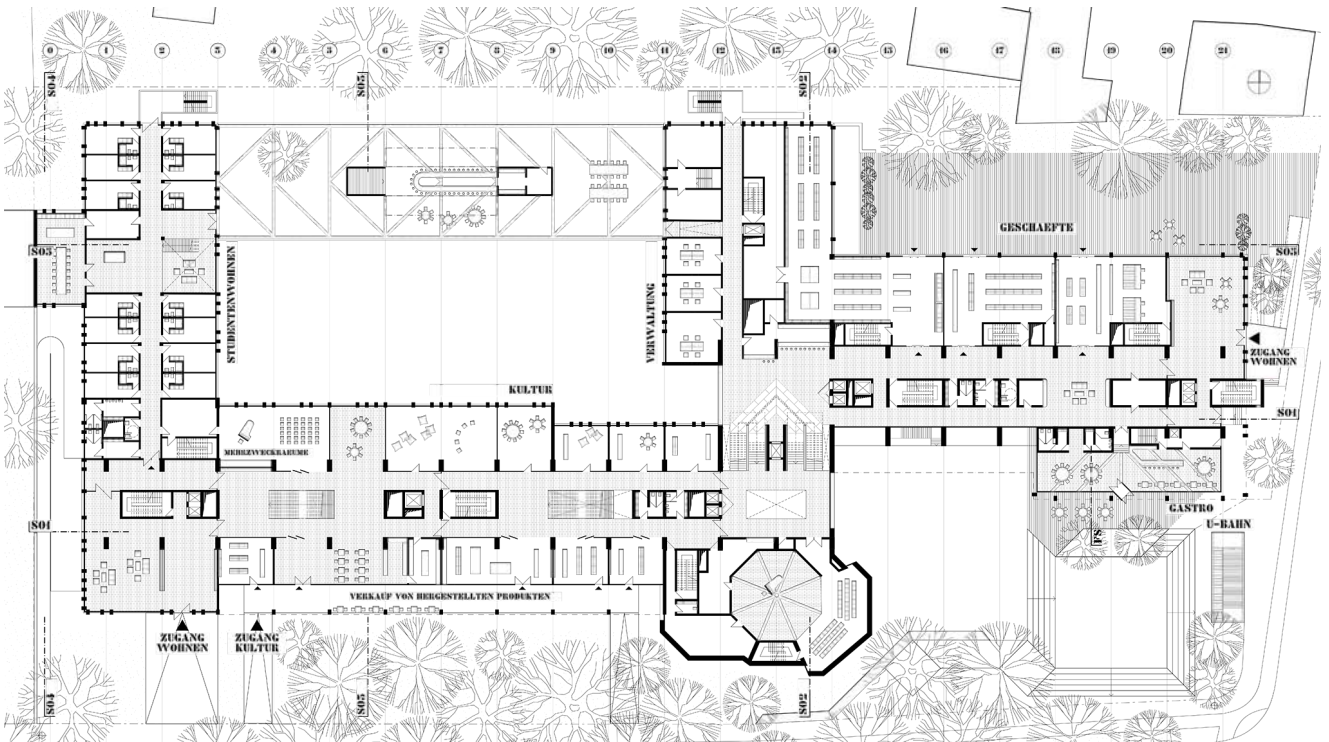 0 1 2 3 4 5 6 7 8 9 10 11 12 13 14 15 16 17 18 19 20 21
S04 S05 S02
GESCHAEFTE
S03 S03
STUDENTENWOHNEN
VERWALTUNG
ZUGANG
WOHNEN
KULTUR
S01
MEHRZWECKRAEUME
GASTRO
S01
U-BAHN
VERKAUF VON HERGESTELLTEN PRODUKTEN
ZUGANG
WOHNEN
ZUGANG
KULTUR
S04 S05 S02